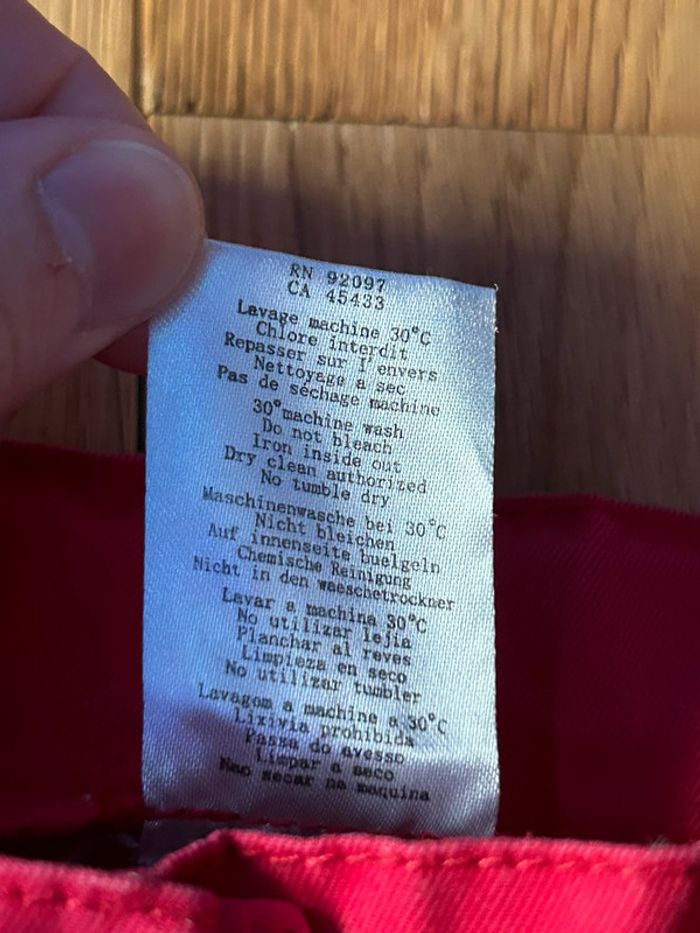 RN 92097
CA 45433
Lavage machine 30°C
Chlore interdit
Repasser sur l'envers
Nettoyage a sec
Pas de séchage machine
30°machine wash
Do not bleach
Iron inside out
Dry clean authorized
No tumble dry
Maschinenwasche bei 30°C
Nicht bleichen
Auf innenseite buelgeln
Chemische Reinigung
Nicht in den waeschetrockner
Lavar a machina 30°C
No utilizar lejia
Planchar al reves
Limpieza en seco
No utilizar tumbler
Lavagom a machine a 30°C
Lixivia prohibida
Passa do avesso
Limpar a seco
Nao secar na maquina